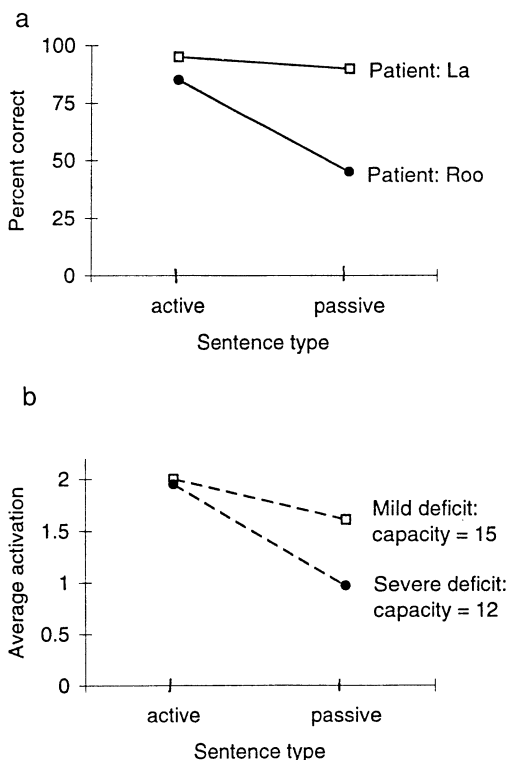 a
100
75
50
25
0
Percent correct
Patient: La
Patient: Roo
active passive
Sentence type
b
2
1.5
1
0.5
0
Average activation
Mild deficit:
capacity = 15
Severe deficit:
capacity = 12
active passive
Sentence type